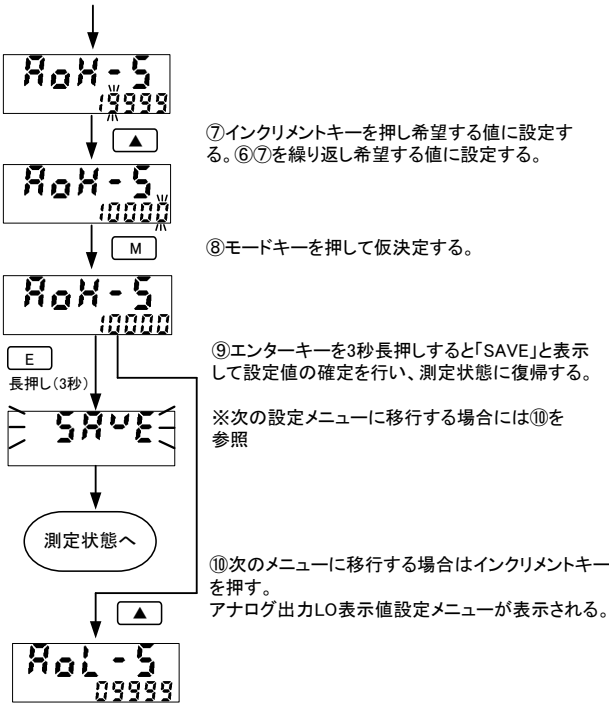 AoH-S
19999
▲
⑦インクリメントキーを押し希望する値に設定す
る。⑥⑦を繰り返し希望する値に設定する。
AoH-S
10000
M
⑧モードキーを押して仮決定する。
AoH-S
10000
E
長押し(3秒)
⑨エンターキーを3秒長押しすると「SAVE」と表示
して設定値の確定を行い、測定状態に復帰する。
※次の設定メニューに移行する場合には⑩を
参照
SAVE
測定状態へ
⑩次のメニューに移行する場合はインクリメントキー
を押す。
アナログ出力LO表示値設定メニューが表示される。
▲
AoL-S
09999